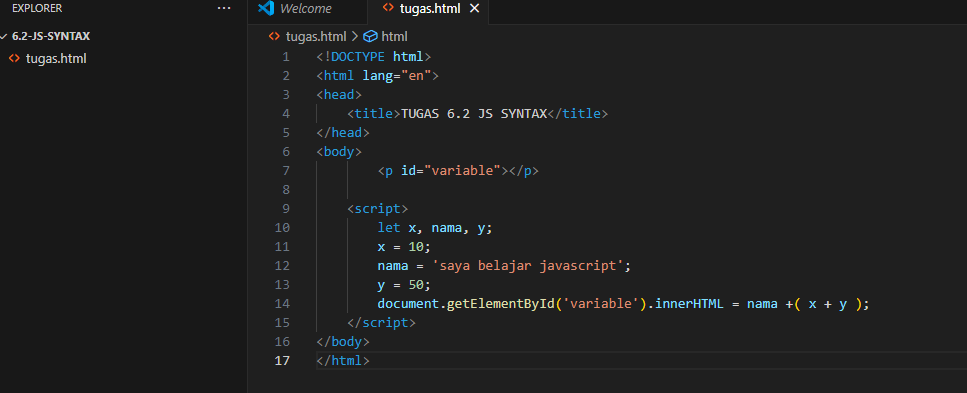 EXPLORER ...
Welcome
tugas.html
6.2-JS-SYNTAX
tugas.html
tugas.html > html
1 <!DOCTYPE html>
2 <html lang="en">
3 <head>
4     <title>TUGAS 6.2 JS SYNTAX</title>
5 </head>
6 <body>
7         <p id="variable"></p>
8
9     <script>
10         let x, nama, y;
11         x = 10;
12         nama = 'saya belajar javascript';
13         y = 50;
14         document.getElementById('variable').innerHTML = nama +( x + y );
15     </script>
16 </body>
17 </html>